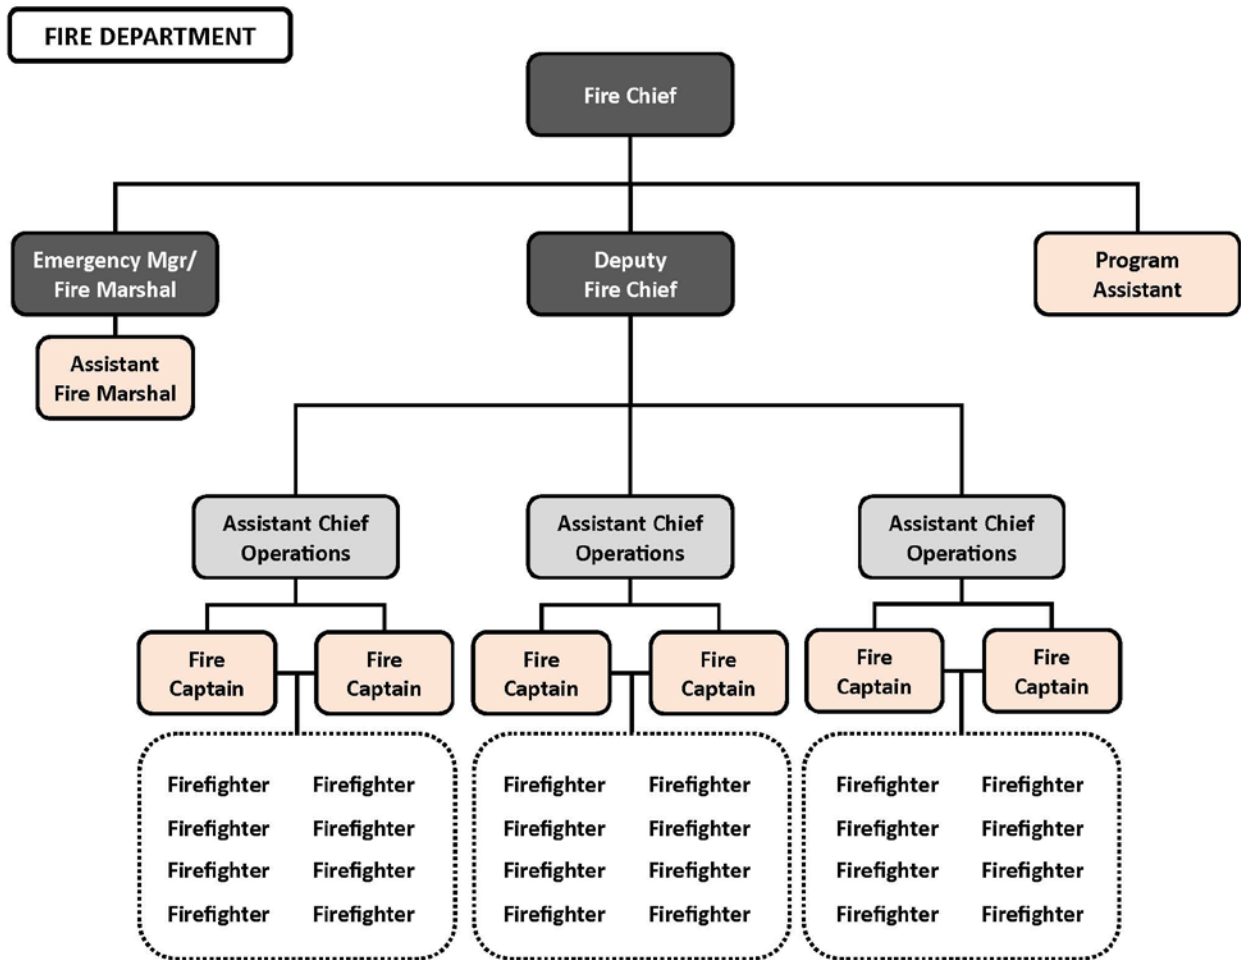 FIRE DEPARTMENT
Fire Chief
Emergency Mgr/
Fire Marshal
Deputy
Fire Chief
Program
Assistant
Assistant
Fire Marshal
Assistant Chief
Operations
Assistant Chief
Operations
Assistant Chief
Operations
Fire
Captain
Fire
Captain
Fire
Captain
Fire
Captain
Fire
Captain
Fire
Captain
Firefighter Firefighter
Firefighter Firefighter
Firefighter Firefighter
Firefighter Firefighter
Firefighter Firefighter
Firefighter Firefighter
Firefighter Firefighter
Firefighter Firefighter
Firefighter Firefighter
Firefighter Firefighter
Firefighter Firefighter
Firefighter Firefighter